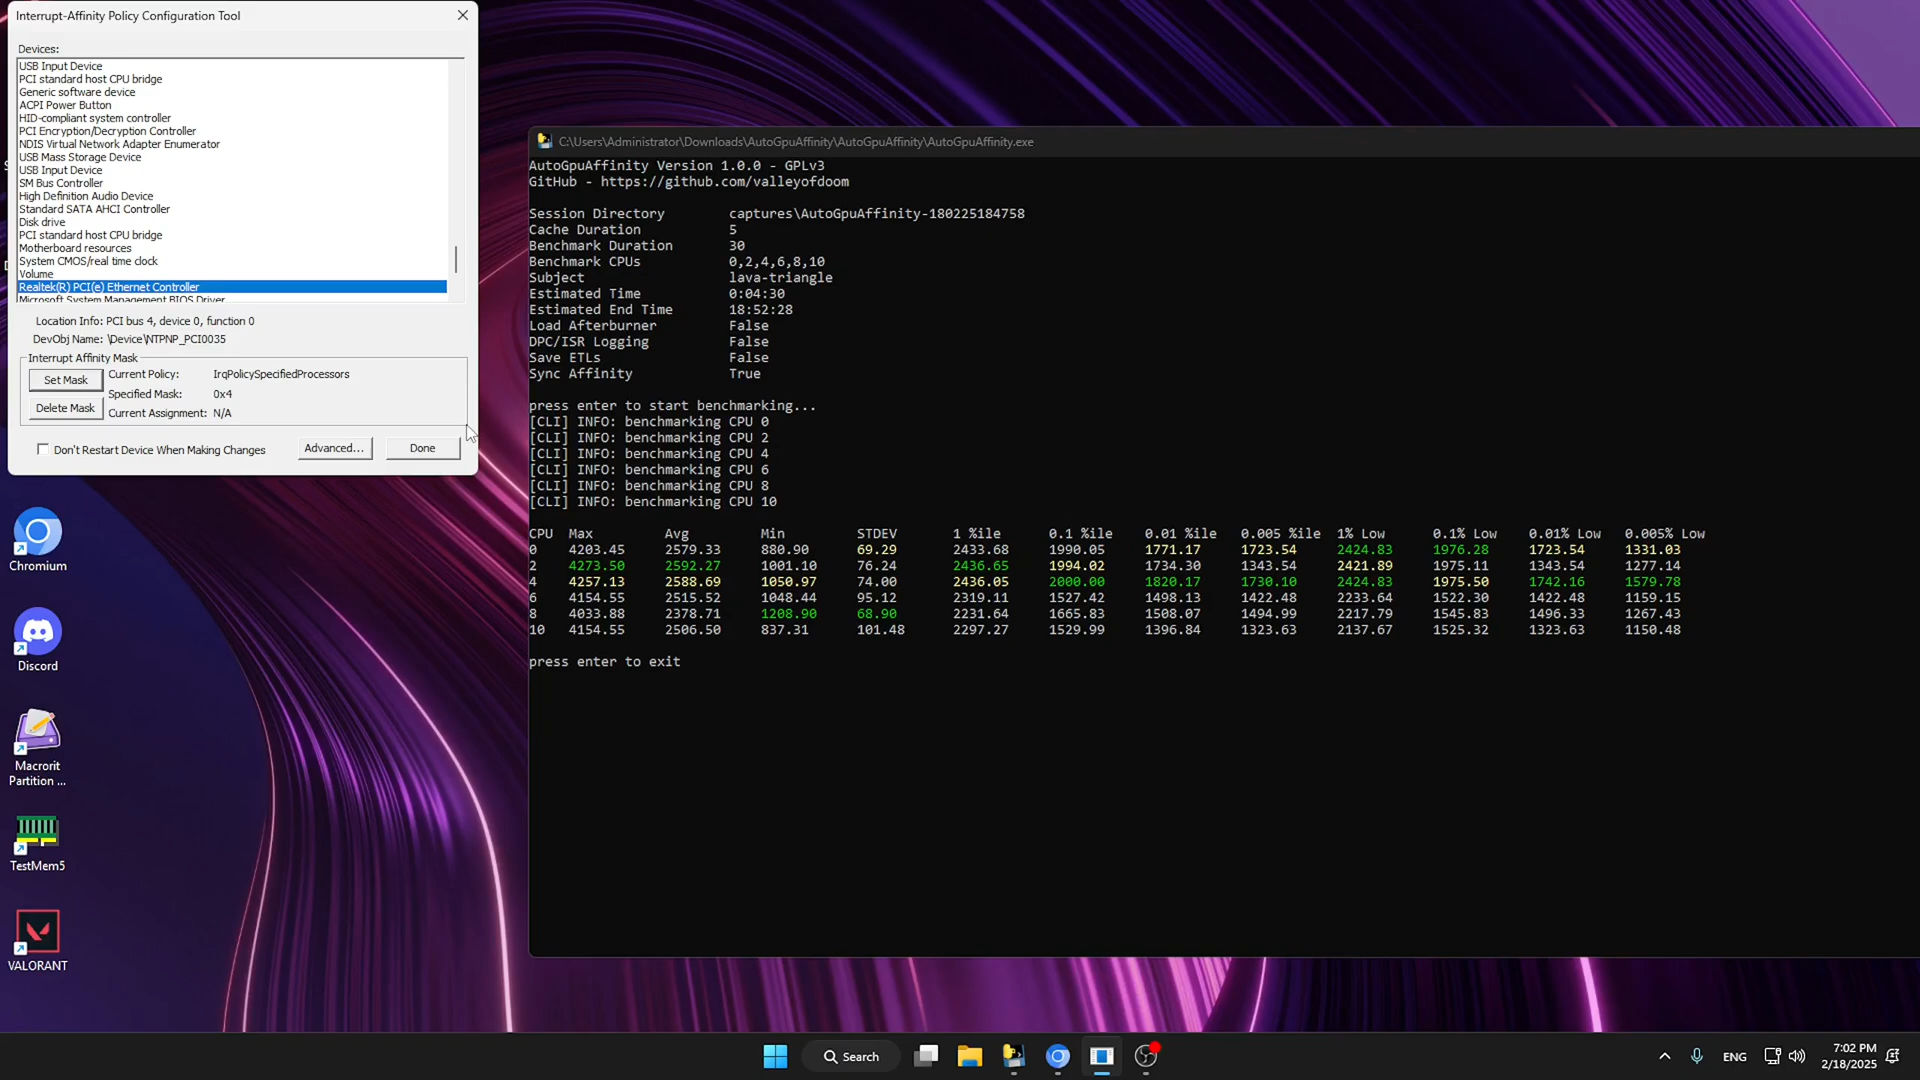 Interrupt-Affinity Policy Configuration Tool
Devices:
USB Input Device
PCI standard host CPU bridge
Generic software device
ACPI Power Button
HID-compliant system controller
PCI Encryption/Decryption Controller
NDIS Virtual Network Adapter Enumerator
USB Mass Storage Device
USB Input Device
SM Bus Controller
High Definition Audio Device
Standard SATA AHCI Controller
Disk drive
PCI standard host CPU bridge
Motherboard resources
System CMOS/real time clock
Volume
Realtek(R) PCI(e) Ethernet Controller
Microsoft System Management BIOS Driver
Location Info: PCI bus 4, device 0, function 0
DevObj Name: \Device\NTPNP_PCI0035
Interrupt Affinity Mask
Set Mask
Current Policy: IrqPolicySpecifiedProcessors
Specified Mask: 0x4
Delete Mask
Current Assignment: N/A
Don't Restart Device When Making Changes
Advanced...
Done
C:\Users\Administrator\Downloads\AutoGpuAffinity\AutoGpuAffinity\AutoGpuAffinity.exe
AutoGpuAffinity Version 1.0.0 - GPLv3
GitHub - https://github.com/valleyofdoom
Session Directory captures\AutoGpuAffinity-180225184758
Cache Duration 5
Benchmark Duration 30
Benchmark CPUs 0,2,4,6,8,10
Subject lava-triangle
Estimated Time 0:04:30
Estimated End Time 18:52:28
Load Afterburner False
DPC/ISR Logging False
Save ETLs False
Sync Affinity True
press enter to start benchmarking...
[CLI] INFO: benchmarking CPU 0
[CLI] INFO: benchmarking CPU 2
[CLI] INFO: benchmarking CPU 4
[CLI] INFO: benchmarking CPU 6
[CLI] INFO: benchmarking CPU 8
[CLI] INFO: benchmarking CPU 10
CPU Max Avg Min STDEV 1 %ile 0.1 %ile 0.01 %ile 0.005 %ile 1% Low 0.1% Low 0.01% Low 0.005% Low
0 4203.45 2579.33 880.90 69.29 2433.68 1990.05 1771.17 1723.54 2424.83 1976.28 1723.54 1331.03
2 4273.50 2592.27 1001.10 76.24 2436.65 1994.02 1734.30 1343.54 2421.89 1975.11 1343.54 1277.14
4 4257.13 2588.69 1050.97 74.00 2436.05 2000.00 1820.17 1730.10 2424.83 1975.50 1742.16 1579.78
6 4154.55 2515.52 1048.44 95.12 2319.11 1527.42 1498.13 1422.48 2233.64 1522.30 1422.48 1159.15
8 4033.88 2378.71 1208.90 68.90 2231.64 1665.83 1508.07 1494.99 2217.79 1545.83 1496.33 1267.43
10 4154.55 2506.50 837.31 101.48 2297.27 1529.99 1396.84 1323.63 2137.67 1525.32 1323.63 1150.48
press enter to exit
Chromium
Discord
Macrorit
Partition ...
TestMem5
VALORANT
Search
ENG
7:02 PM
2/18/2025